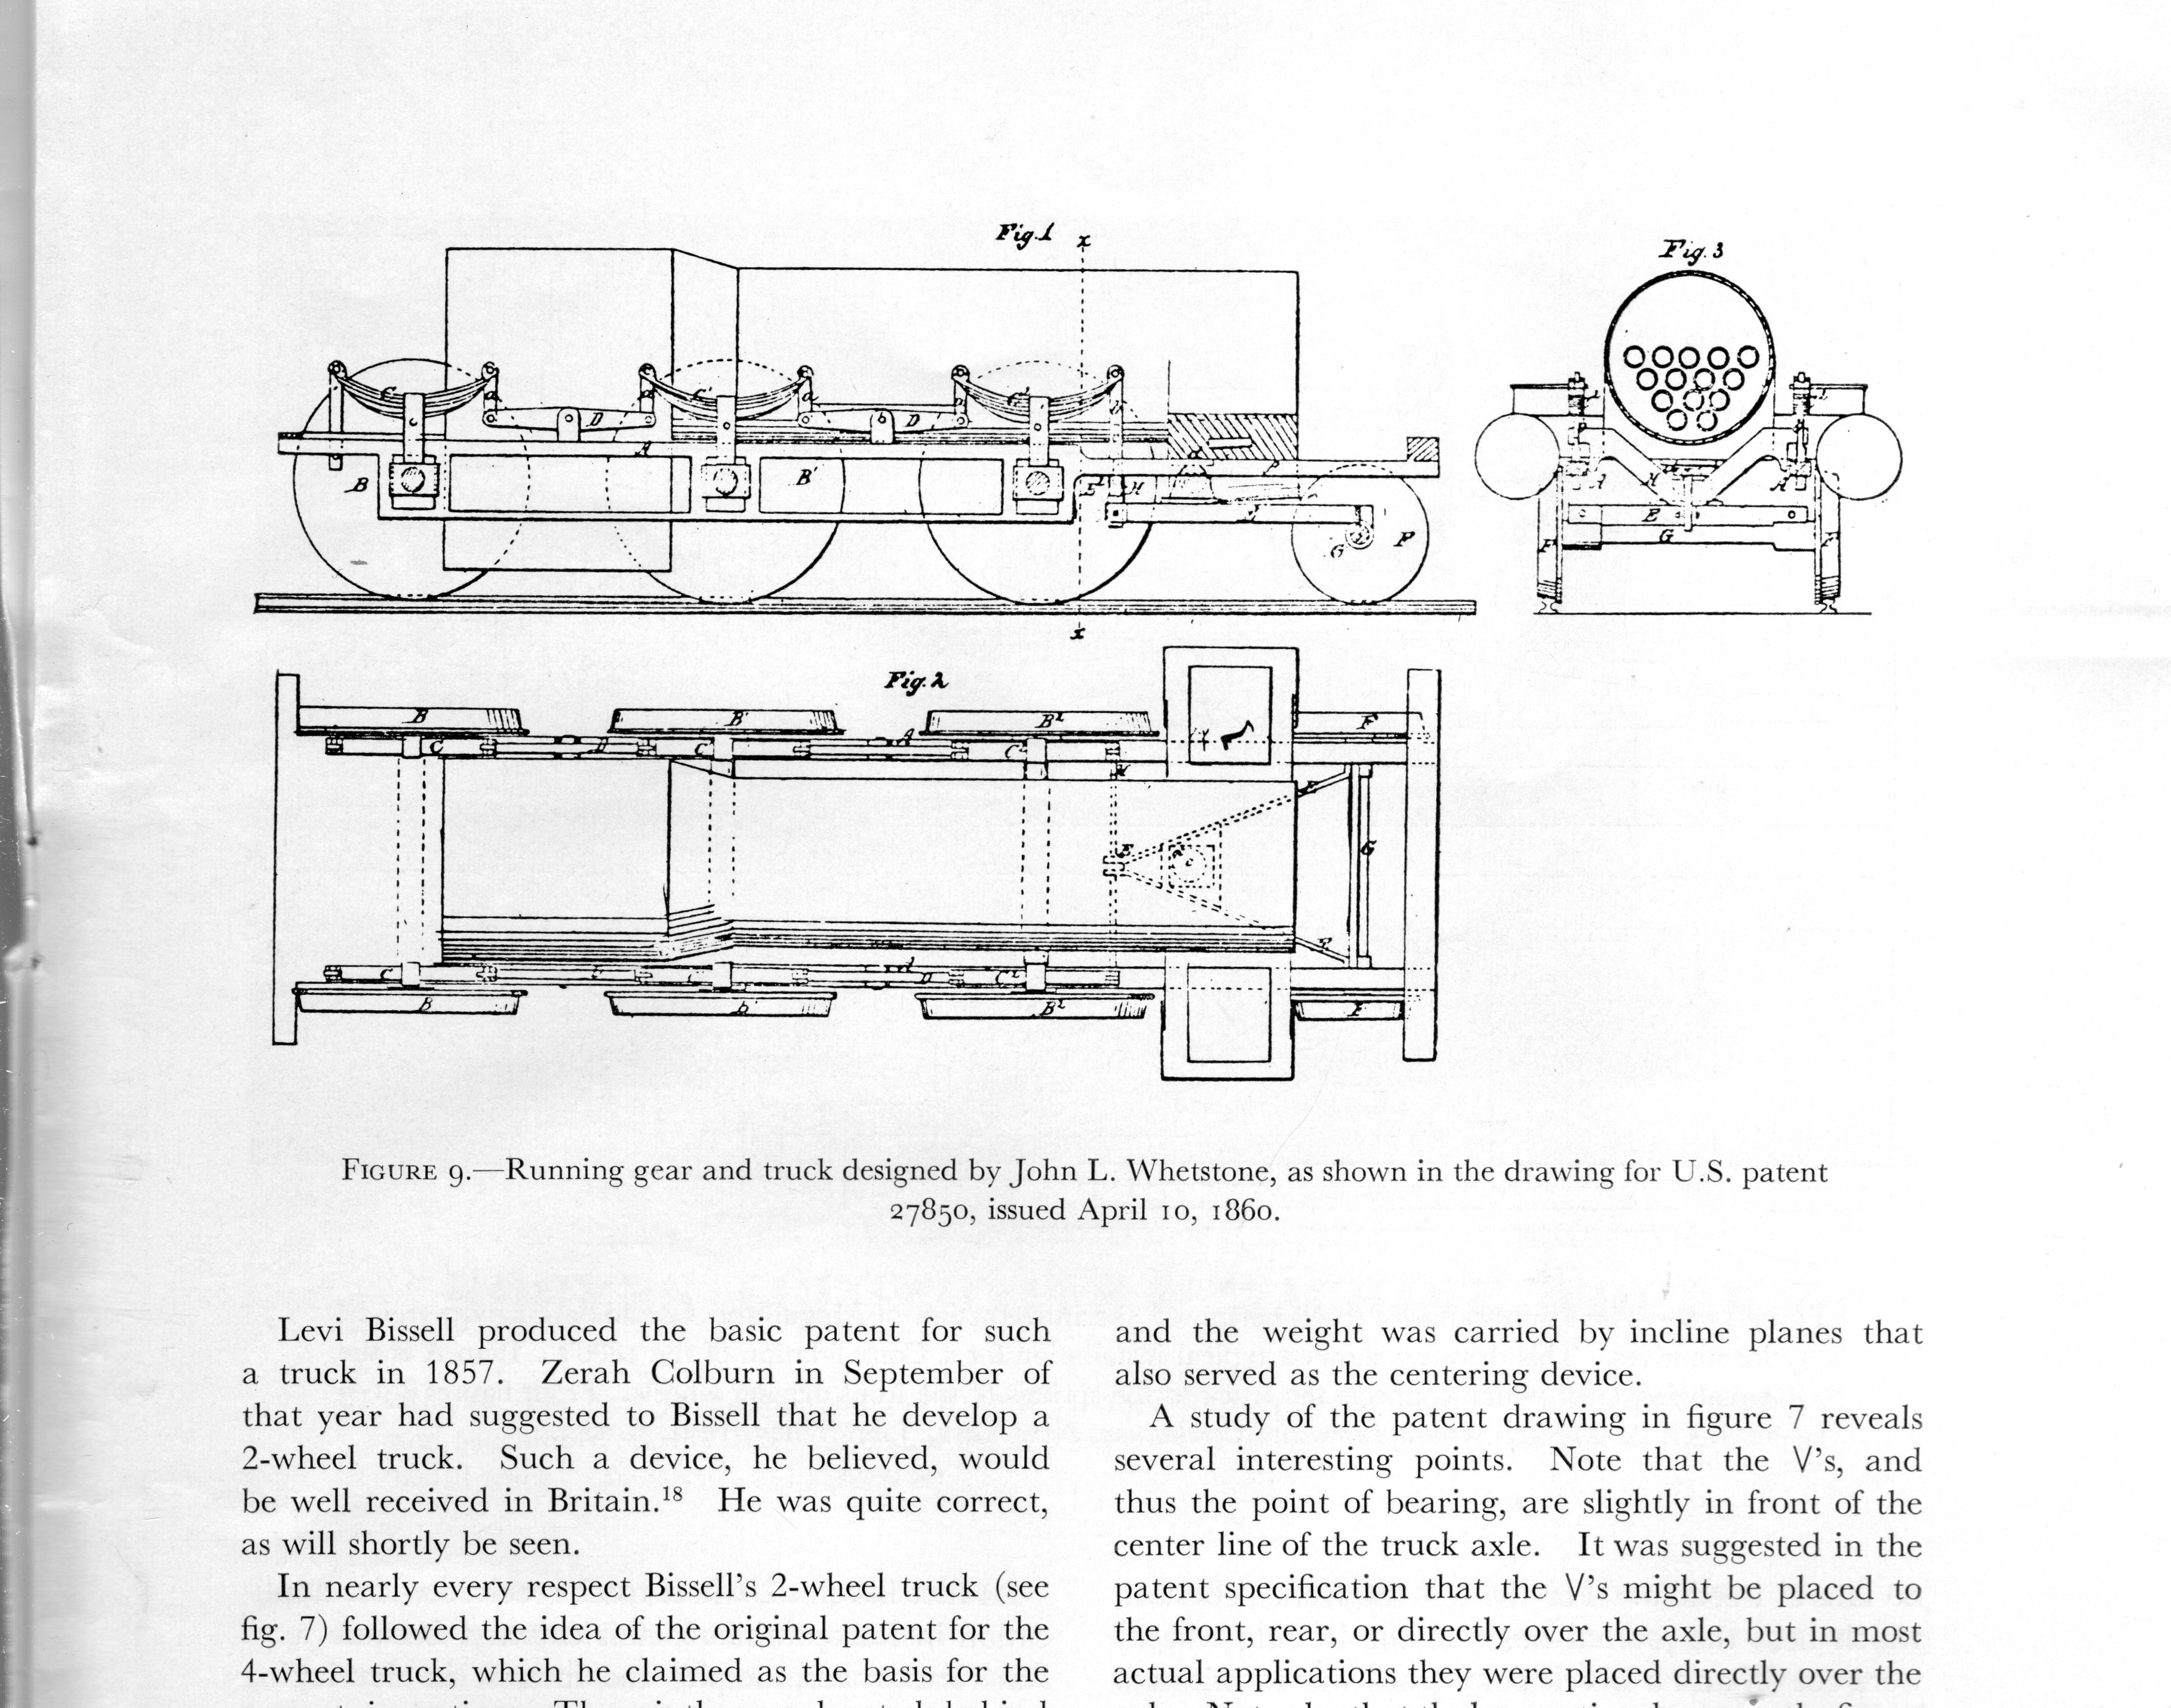 Fig. 1
x
Fig. 3
C
a
D
C'
a
b
D
C²
A
B
B'
H
P
G
F
A
H
A
E
G
F
F
x
Fig. 2
B
B'
B²
F
C
D
C
A
C²
H
E
c
G
C
D
C²
B
b'
B²
F
FIGURE 9.—Running gear and truck designed by John L. Whetstone, as shown in the drawing for U.S. patent
27850, issued April 10, 1860.
Levi Bissell produced the basic patent for such
a truck in 1857. Zerah Colburn in September of
that year had suggested to Bissell that he develop a
2-wheel truck. Such a device, he believed, would
be well received in Britain.¹⁸ He was quite correct,
as will shortly be seen.
In nearly every respect Bissell's 2-wheel truck (see
fig. 7) followed the idea of the original patent for the
4-wheel truck, which he claimed as the basis for the
and the weight was carried by incline planes that
also served as the centering device.
A study of the patent drawing in figure 7 reveals
several interesting points. Note that the V's, and
thus the point of bearing, are slightly in front of the
center line of the truck axle. It was suggested in the
patent specification that the V's might be placed to
the front, rear, or directly over the axle, but in most
actual applications they were placed directly over the